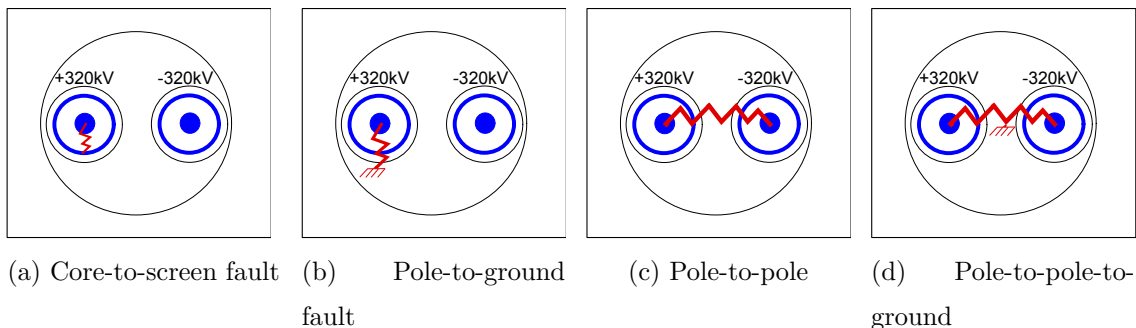 +320kV -320kV +320kV -320kV +320kV -320kV +320kV -320kV
(a) Core-to-screen fault (b) Pole-to-ground (c) Pole-to-pole (d) Pole-to-pole-to-
fault ground